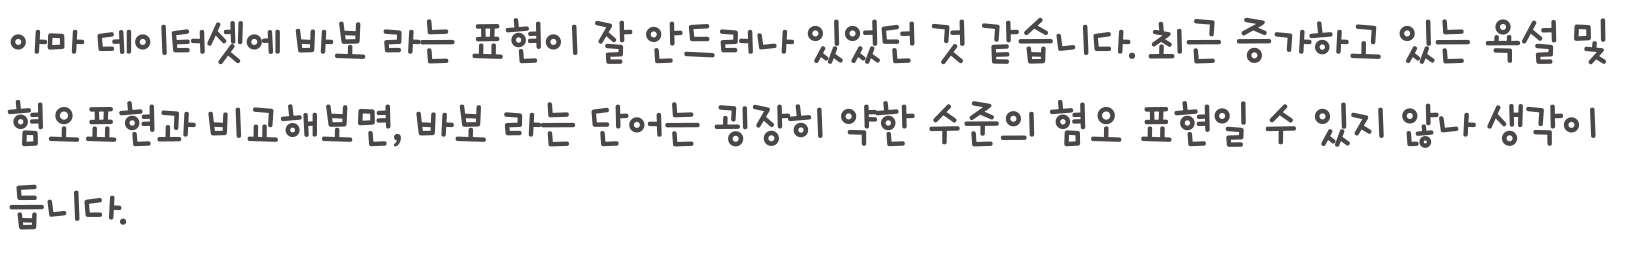 아마 데이터셋에 바보 라는 표현이 잘 안드러나 있었던 것 같습니다. 최근 증가하고 있는 욕설 및
혐오표현과 비교해보면, 바보 라는 단어는 굉장히 약한 수준의 혐오 표현일 수 있지 않나 생각이
듭니다.